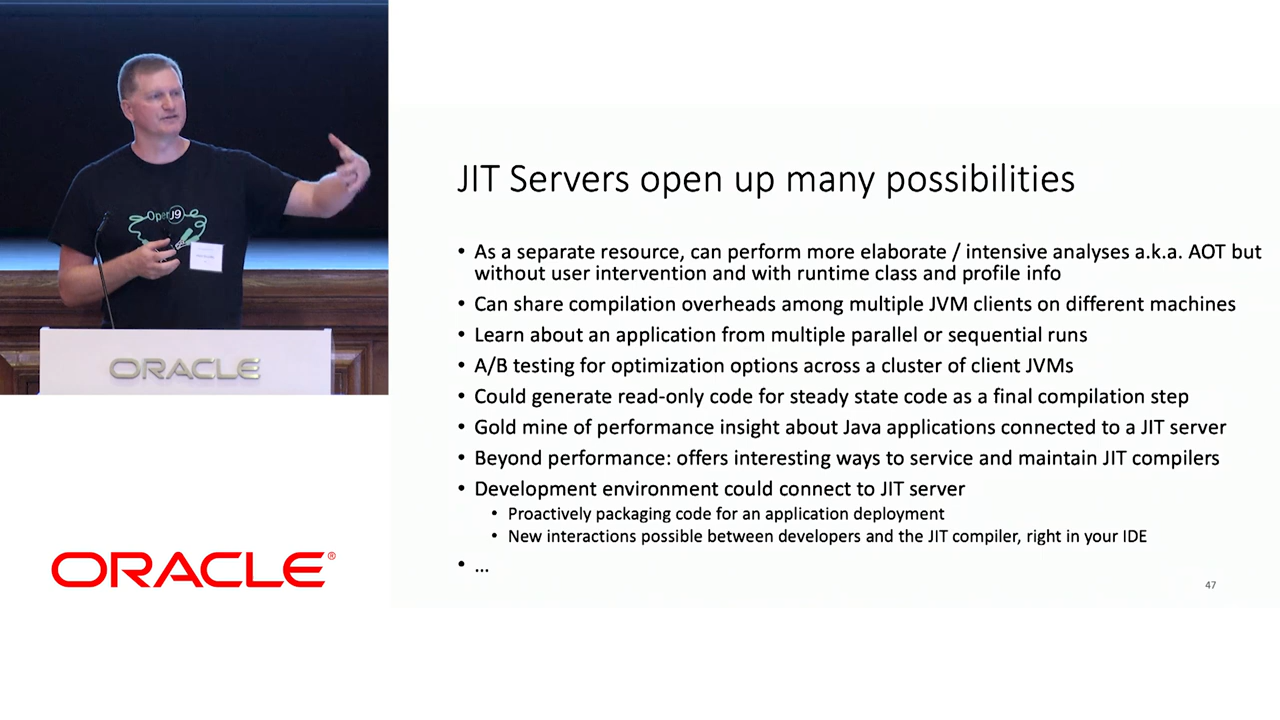 OpenJ9
ORACLE
ORACLE®
JIT Servers open up many possibilities
• As a separate resource, can perform more elaborate / intensive analyses a.k.a. AOT but
without user intervention and with runtime class and profile info
• Can share compilation overheads among multiple JVM clients on different machines
• Learn about an application from multiple parallel or sequential runs
• A/B testing for optimization options across a cluster of client JVMs
• Could generate read-only code for steady state code as a final compilation step
• Gold mine of performance insight about Java applications connected to a JIT server
• Beyond performance: offers interesting ways to service and maintain JIT compilers
• Development environment could connect to JIT server
• Proactively packaging code for an application deployment
• New interactions possible between developers and the JIT compiler, right in your IDE
• ...
47